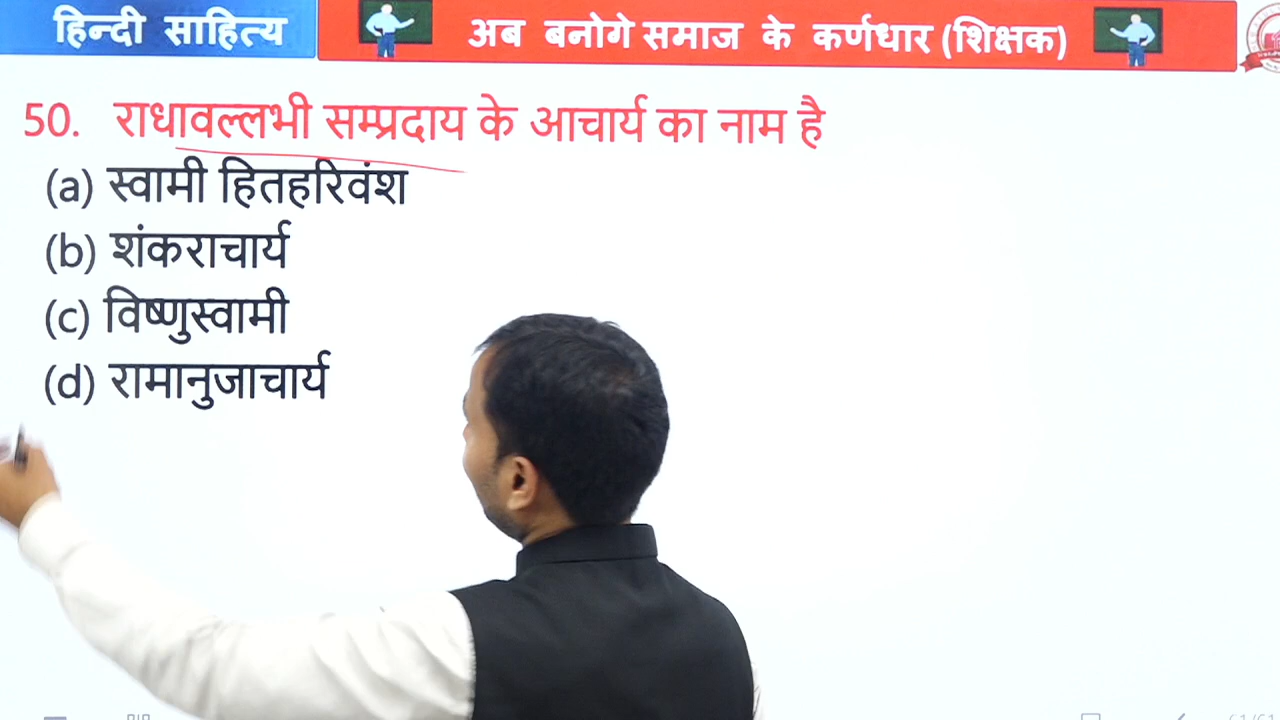 हिन्दी साहित्य
अब बनोगे समाज के कर्णधार (शिक्षक)
50. राधावल्लभी सम्प्रदाय के आचार्य का नाम है
(a) स्वामी हितहरिवंश
(b) शंकराचार्य
(c) विष्णुस्वामी
(d) रामानुजाचार्य